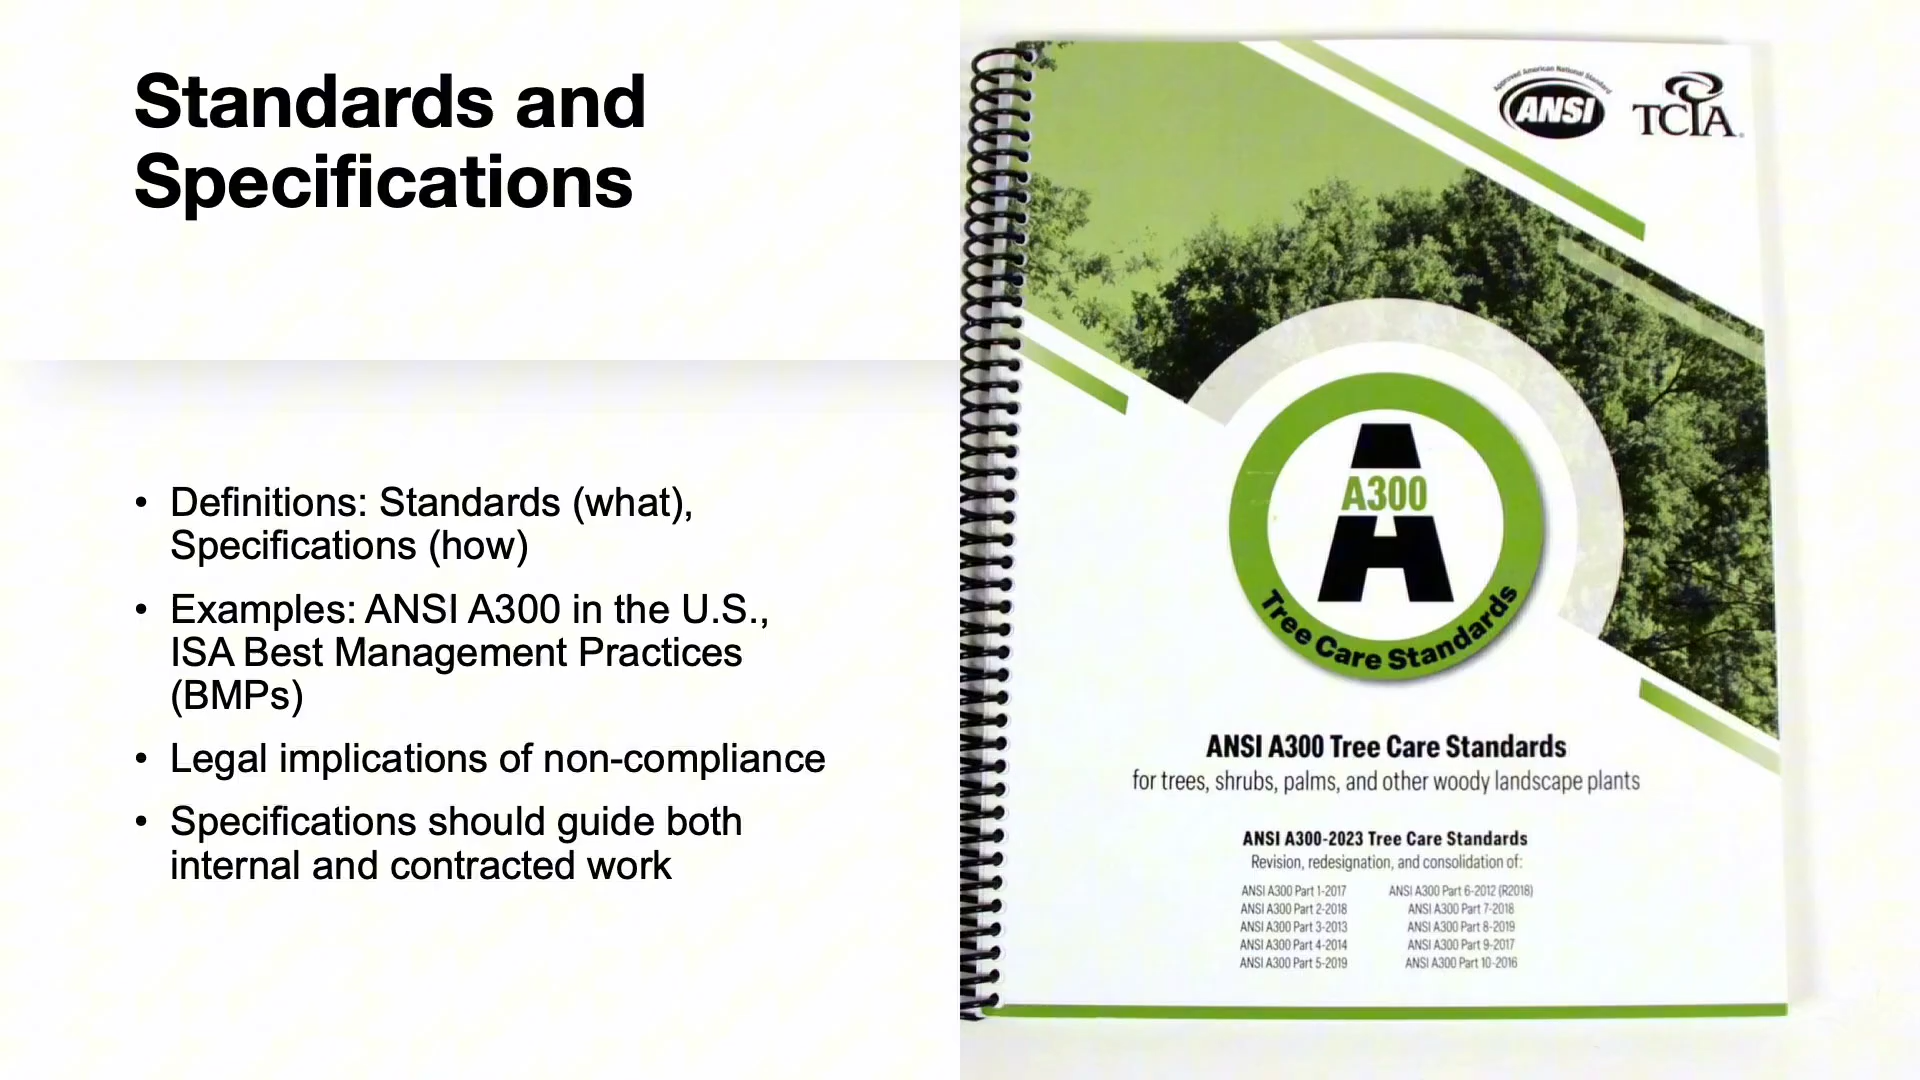 Standards and
Specifications
• Definitions: Standards (what),
Specifications (how)
• Examples: ANSI A300 in the U.S.,
ISA Best Management Practices
(BMPs)
• Legal implications of non-compliance
• Specifications should guide both
internal and contracted work
Approved American National Standard
ANSI
TCIA
A300
Tree Care Standards
ANSI A300 Tree Care Standards
for trees, shrubs, palms, and other woody landscape plants
ANSI A300-2023 Tree Care Standards
Revision, redesignation, and consolidation of:
ANSI A300 Part 1-2017
ANSI A300 Part 2-2018
ANSI A300 Part 3-2013
ANSI A300 Part 4-2014
ANSI A300 Part 5-2019
ANSI A300 Part 6-2012 (R2018)
ANSI A300 Part 7-2018
ANSI A300 Part 8-2019
ANSI A300 Part 9-2017
ANSI A300 Part 10-2016